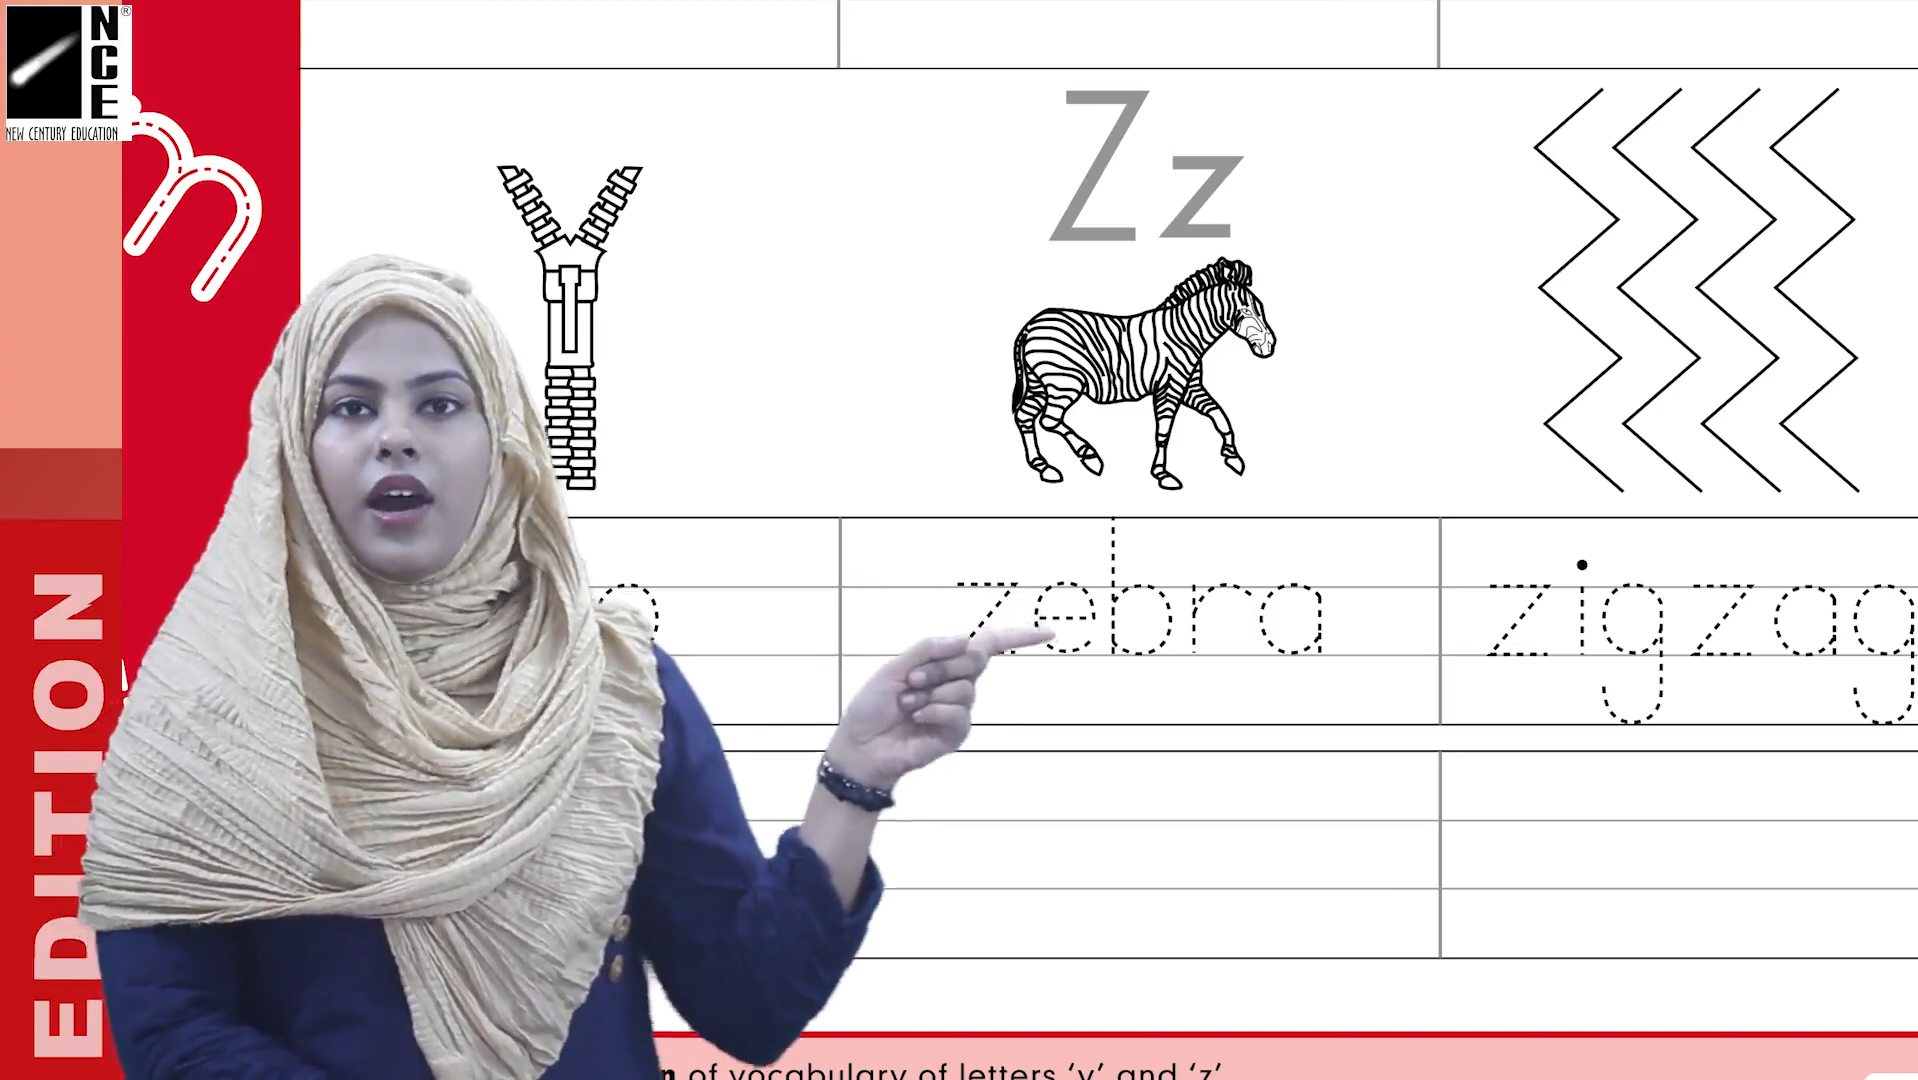 NCE®
NEW CENTURY EDUCATION
EDITION
Zz
zebra
zigzag
of vocabulary of letters ‘y’ and ‘z’